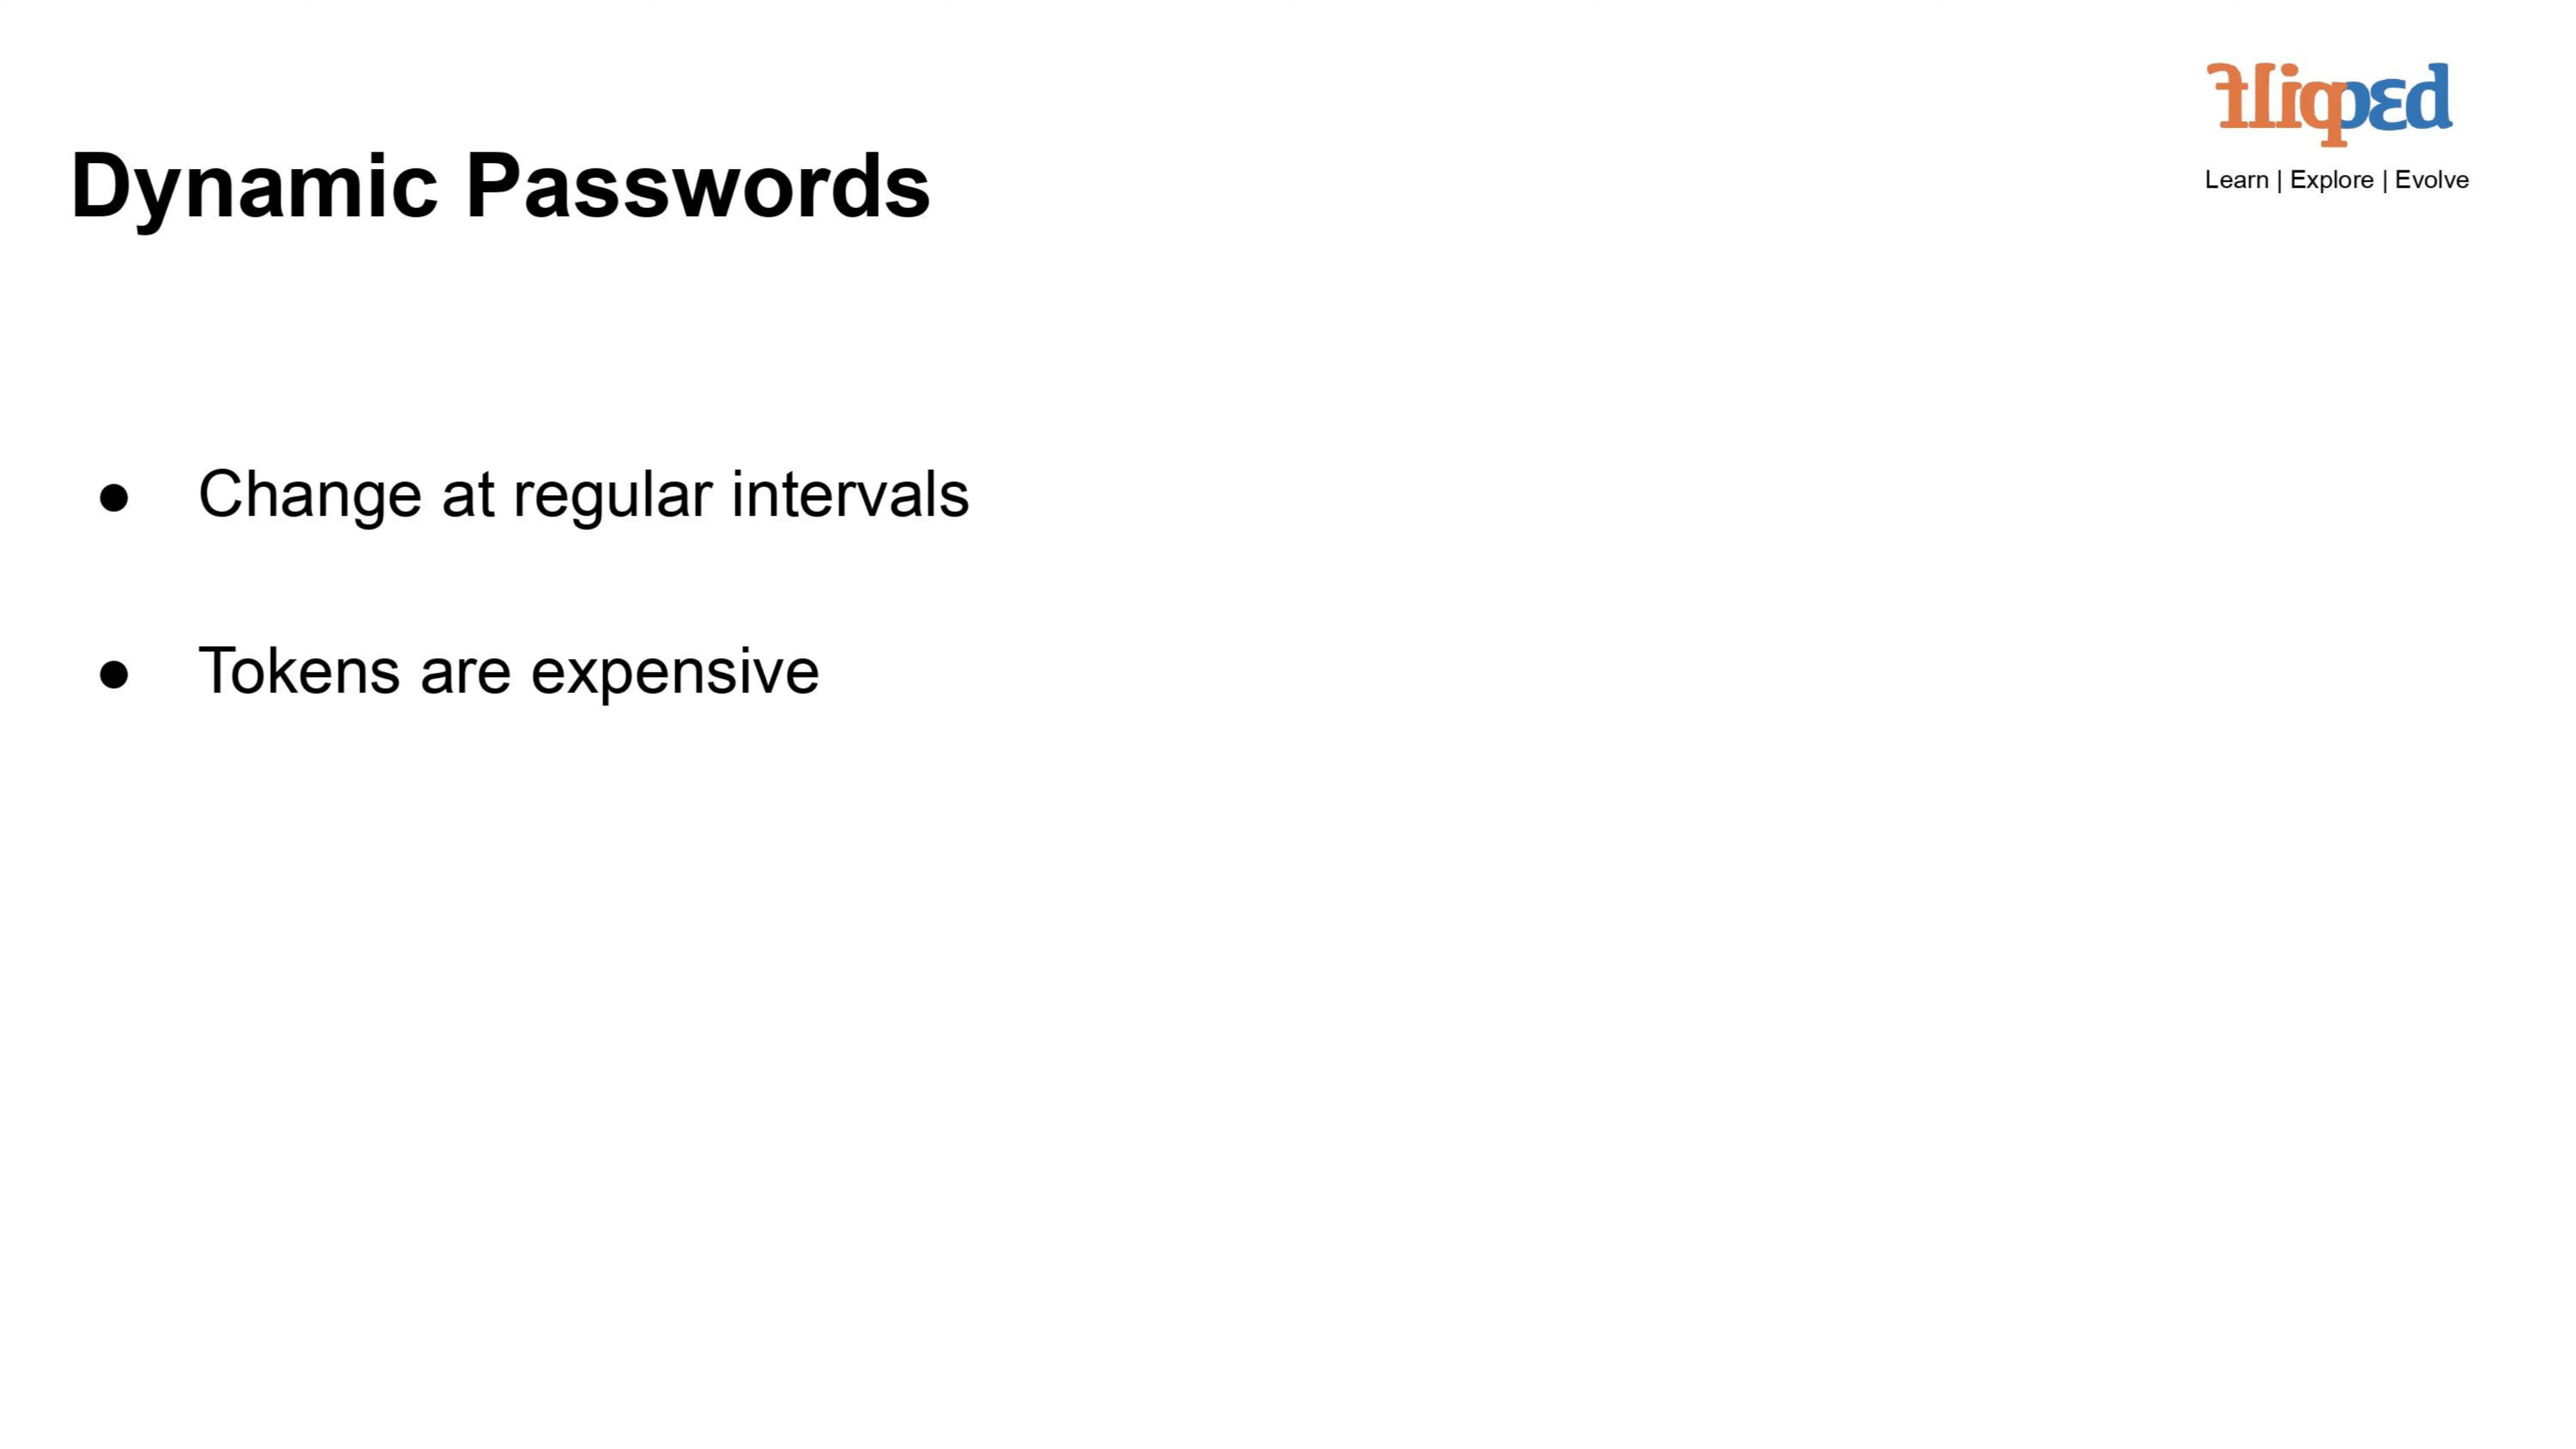 flipped
Learn | Explore | Evolve
Dynamic Passwords
● Change at regular intervals
● Tokens are expensive